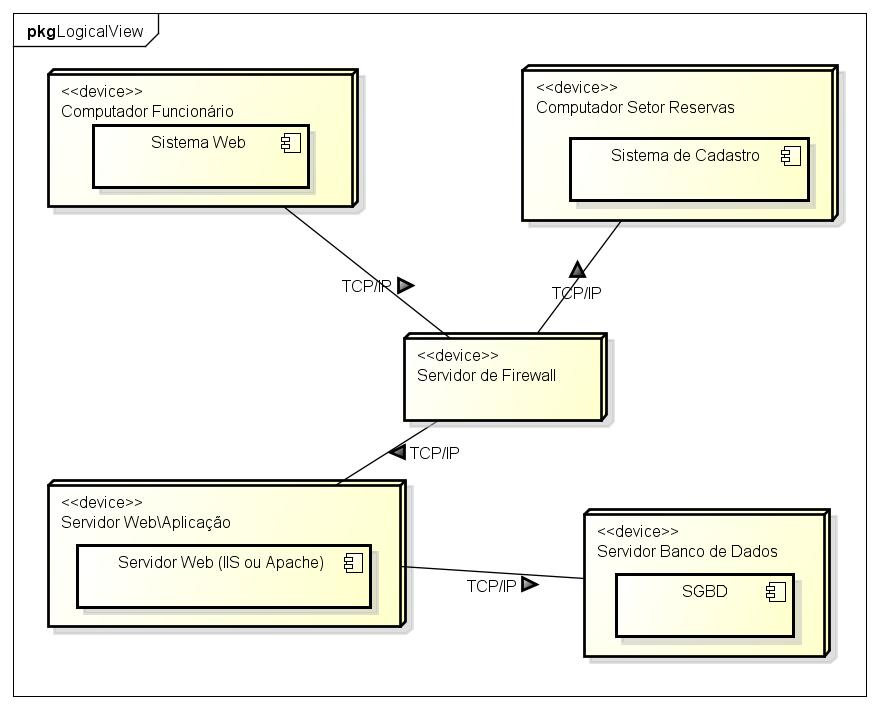 pkg LogicalView
<<device>>
Computador Funcionário
Sistema Web
<<device>>
Computador Setor Reservas
Sistema de Cadastro
TCP/IP
TCP/IP
<<device>>
Servidor de Firewall
TCP/IP
<<device>>
Servidor Web\Aplicação
Servidor Web (IIS ou Apache)
TCP/IP
<<device>>
Servidor Banco de Dados
SGBD